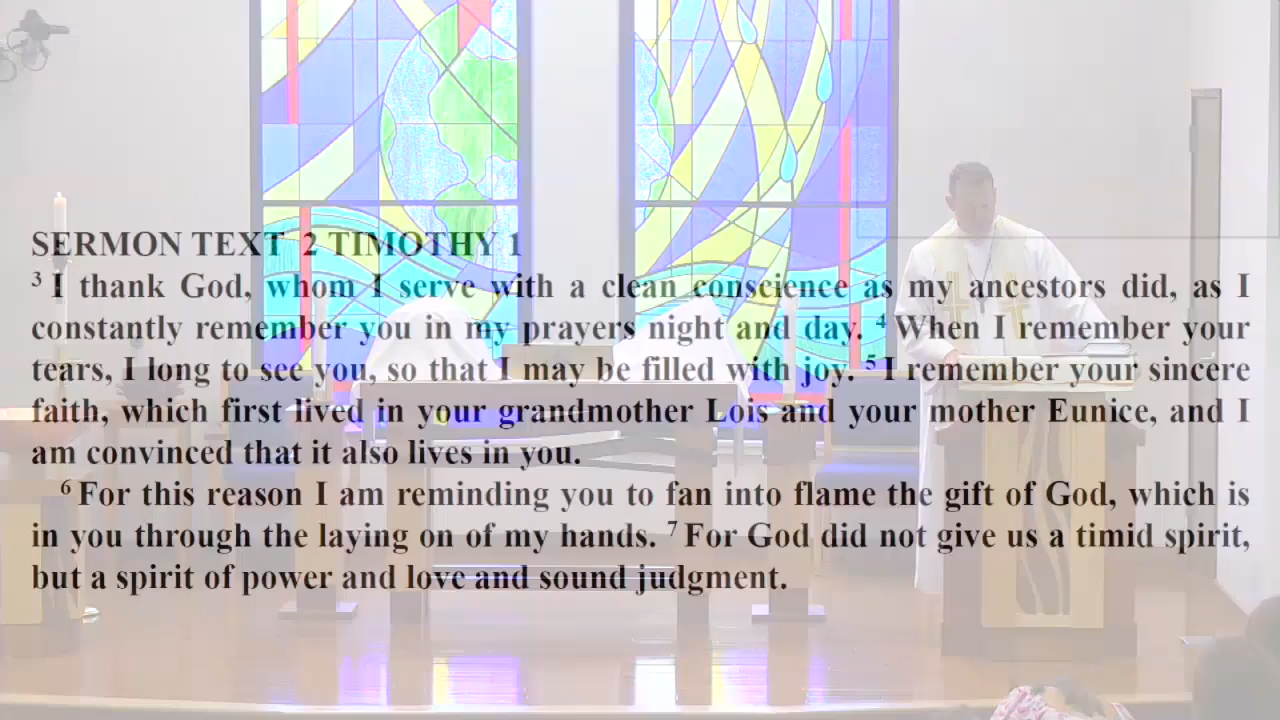 SERMON TEXT 2 TIMOTHY 1
3 I thank God, whom I serve with a clean conscience as my ancestors did, as I
constantly remember you in my prayers night and day. 4 When I remember your
tears, I long to see you, so that I may be filled with joy. 5 I remember your sincere
faith, which first lived in your grandmother Lois and your mother Eunice, and I
am convinced that it also lives in you.
6 For this reason I am reminding you to fan into flame the gift of God, which is
in you through the laying on of my hands. 7 For God did not give us a timid spirit,
but a spirit of power and love and sound judgment.